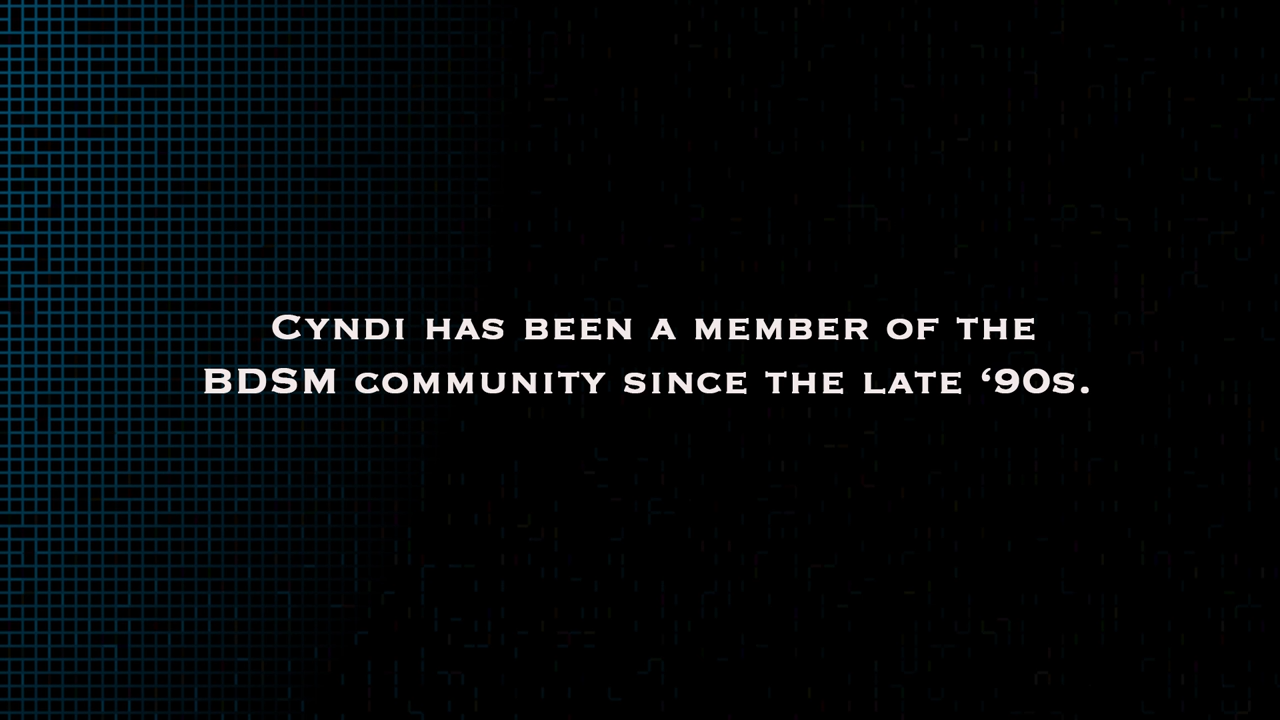 Cyndi has been a member of the
BDSM community since the late ‘90s.